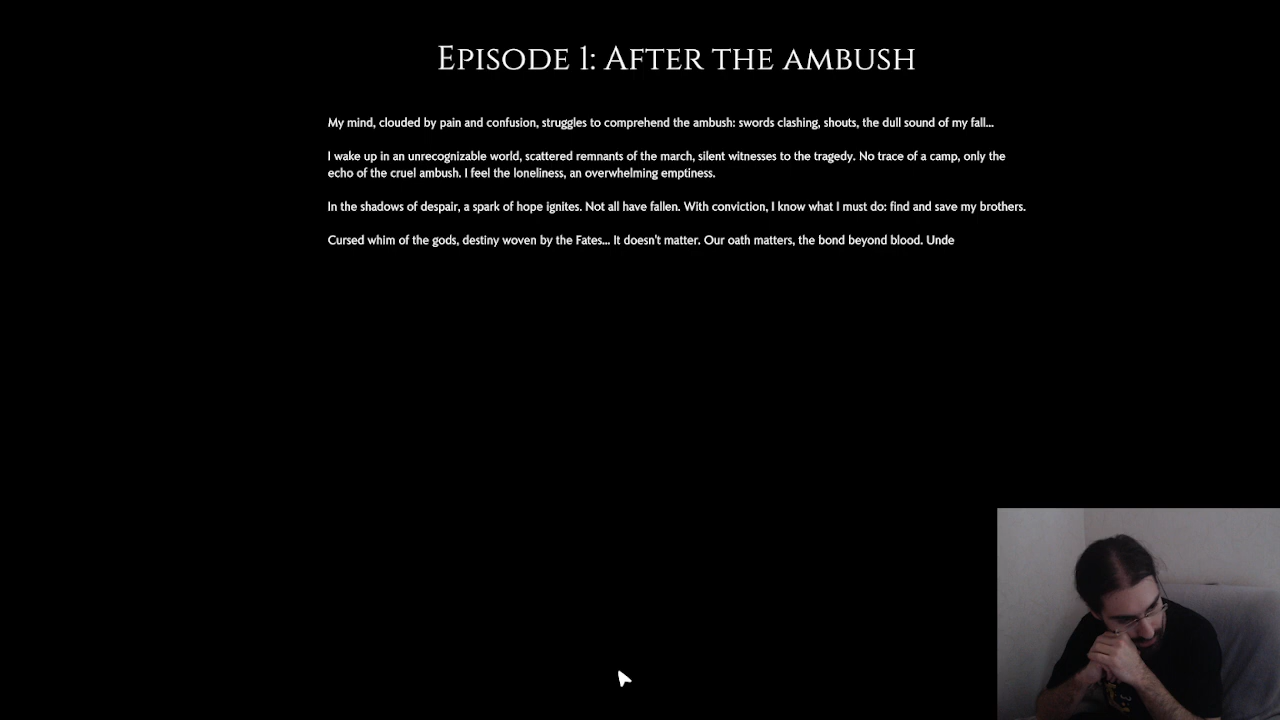 Episode 1: After the ambush
My mind, clouded by pain and confusion, struggles to comprehend the ambush: swords clashing, shouts, the dull sound of my fall...
I wake up in an unrecognizable world, scattered remnants of the march, silent witnesses to the tragedy. No trace of a camp, only the
echo of the cruel ambush. I feel the loneliness, an overwhelming emptiness.
In the shadows of despair, a spark of hope ignites. Not all have fallen. With conviction, I know what I must do: find and save my brothers.
Cursed whim of the gods, destiny woven by the Fates... It doesn't matter. Our oath matters, the bond beyond blood. Unde